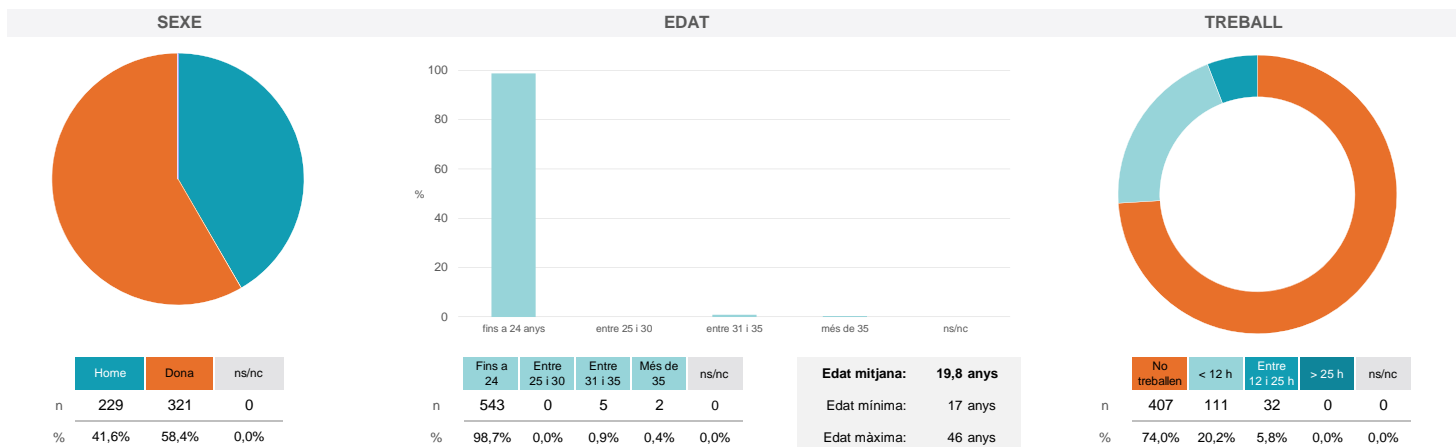 SEXE
EDAT
TREBALL
100
80
60
%
40
20
0
fins a 24 anys entre 25 i 30 entre 31 i 35 més de 35 ns/nc
Home Dona ns/nc
n 229 321 0
% 41,6% 58,4% 0,0%
Fins a 24 Entre 25 i 30 Entre 31 i 35 Més de 35 ns/nc
n 543 0 5 2 0
% 98,7% 0,0% 0,9% 0,4% 0,0%
Edat mitjana: 19,8 anys
Edat mínima: 17 anys
Edat màxima: 46 anys
No treballen < 12 h Entre 12 i 25 h > 25 h ns/nc
n 407 111 32 0 0
% 74,0% 20,2% 5,8% 0,0% 0,0%